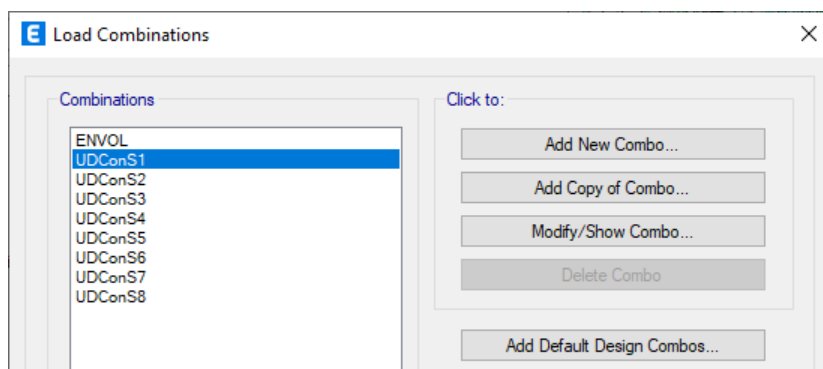 E Load Combinations
Combinations
ENVOL
UDConS1
UDConS2
UDConS3
UDConS4
UDConS5
UDConS6
UDConS7
UDConS8
Click to:
Add New Combo...
Add Copy of Combo...
Modify/Show Combo...
Delete Combo
Add Default Design Combos...